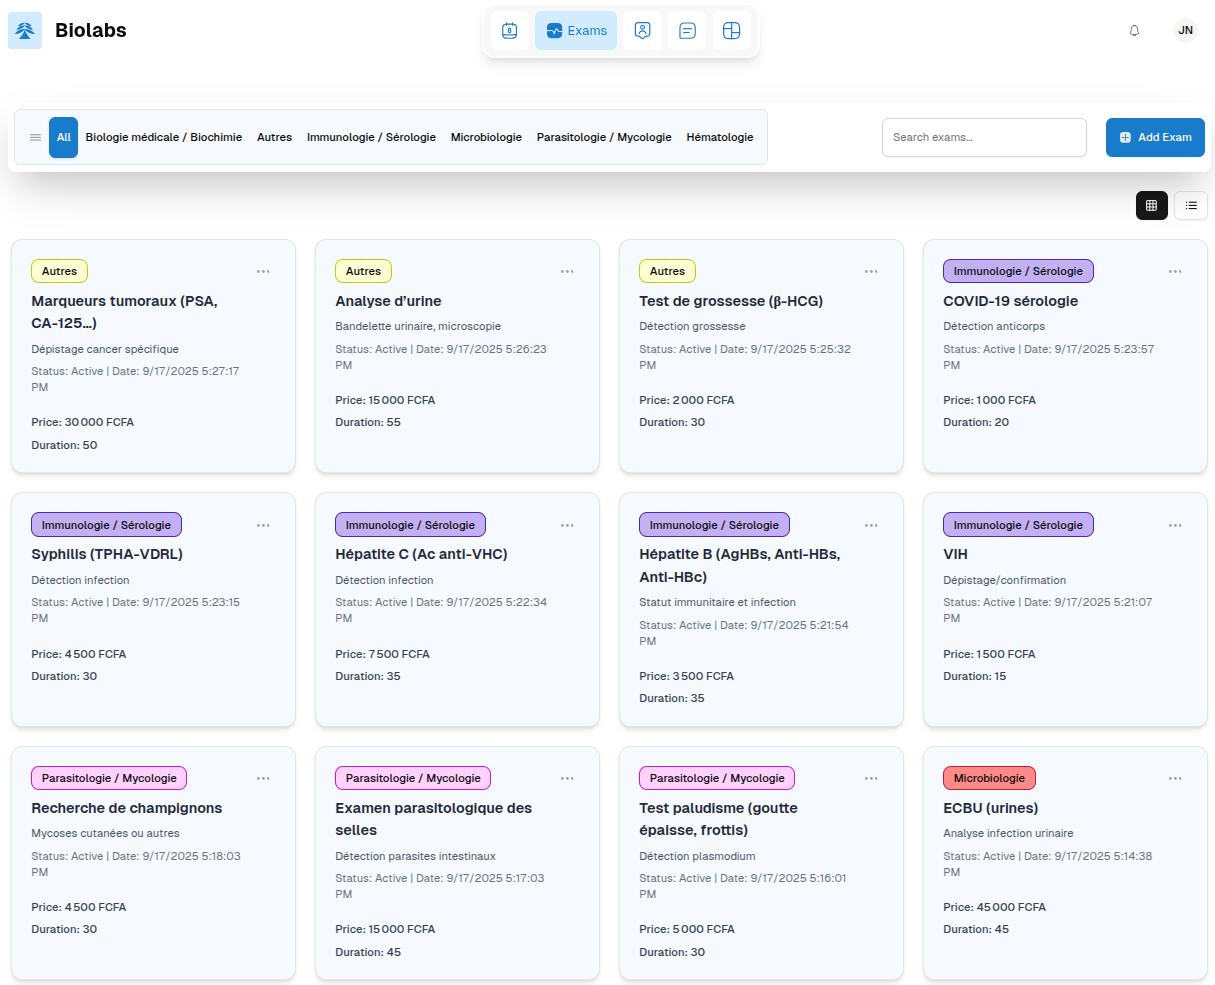 Biolabs
8
Exams
JN
All
Biologie médicale / Biochimie
Autres
Immunologie / Sérologie
Microbiologie
Parasitologie / Mycologie
Hématologie
Search exams...
Add Exam
Autres
Marqueurs tumoraux (PSA,
CA-125…)
Dépistage cancer spécifique
Status: Active | Date: 9/17/2025 5:27:17
PM
Price: 30 000 FCFA
Duration: 50
Autres
Analyse d’urine
Bandelette urinaire, microscopie
Status: Active | Date: 9/17/2025 5:26:23
PM
Price: 15 000 FCFA
Duration: 55
Autres
Test de grossesse (β-HCG)
Détection grossesse
Status: Active | Date: 9/17/2025 5:25:32
PM
Price: 2 000 FCFA
Duration: 30
Immunologie / Sérologie
COVID-19 sérologie
Détection anticorps
Status: Active | Date: 9/17/2025 5:23:57
PM
Price: 1 000 FCFA
Duration: 20
Immunologie / Sérologie
Syphilis (TPHA-VDRL)
Détection infection
Status: Active | Date: 9/17/2025 5:23:15
PM
Price: 4 500 FCFA
Duration: 30
Immunologie / Sérologie
Hépatite C (Ac anti-VHC)
Détection infection
Status: Active | Date: 9/17/2025 5:22:34
PM
Price: 7 500 FCFA
Duration: 35
Immunologie / Sérologie
Hépatite B (AgHBs, Anti-HBs,
Anti-HBc)
Statut immunitaire et infection
Status: Active | Date: 9/17/2025 5:21:54
PM
Price: 3 500 FCFA
Duration: 35
Immunologie / Sérologie
VIH
Dépistage/confirmation
Status: Active | Date: 9/17/2025 5:21:07
PM
Price: 1 500 FCFA
Duration: 15
Parasitologie / Mycologie
Recherche de champignons
Mycoses cutanées ou autres
Status: Active | Date: 9/17/2025 5:18:03
PM
Price: 4 500 FCFA
Duration: 30
Parasitologie / Mycologie
Examen parasitologique des
selles
Détection parasites intestinaux
Status: Active | Date: 9/17/2025 5:17:03
PM
Price: 15 000 FCFA
Duration: 45
Parasitologie / Mycologie
Test paludisme (goutte
épaisse, frottis)
Détection plasmodium
Status: Active | Date: 9/17/2025 5:16:01
PM
Price: 5 000 FCFA
Duration: 30
Microbiologie
ECBU (urines)
Analyse infection urinaire
Status: Active | Date: 9/17/2025 5:14:38
PM
Price: 45 000 FCFA
Duration: 45